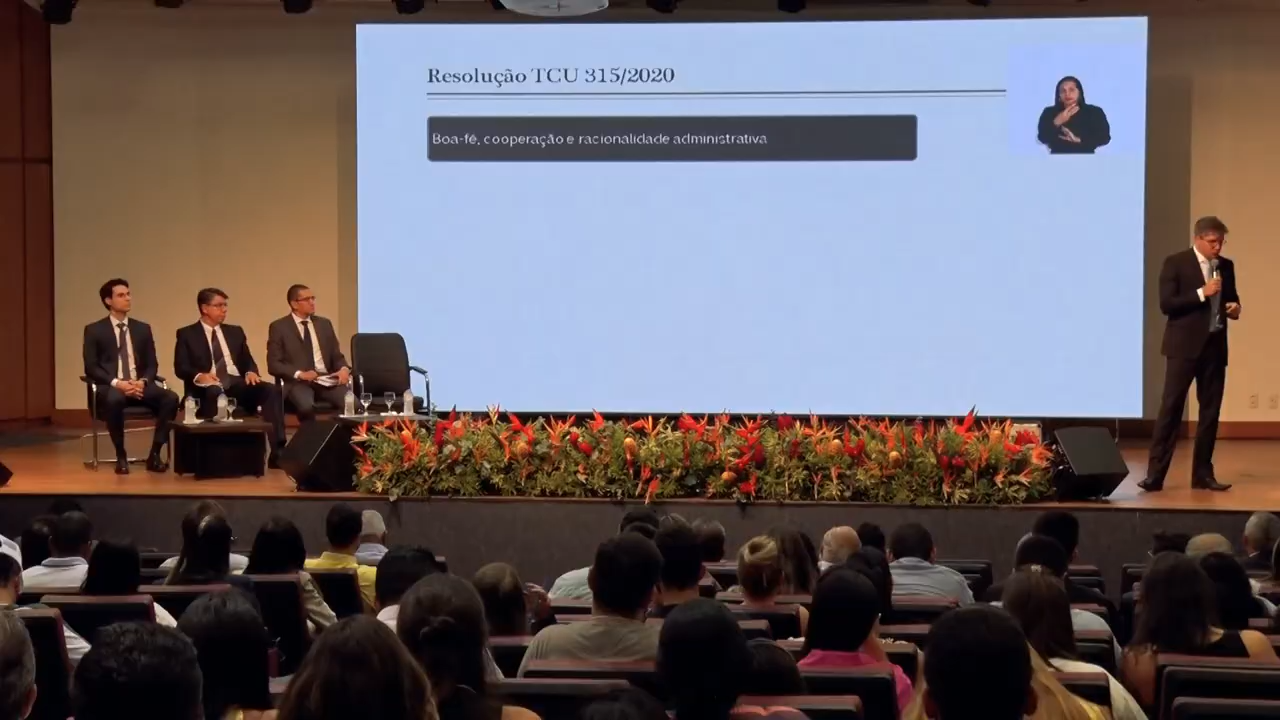 Resolução TCU 315/2020
Boa-fé, cooperação e racionalidade administrativa